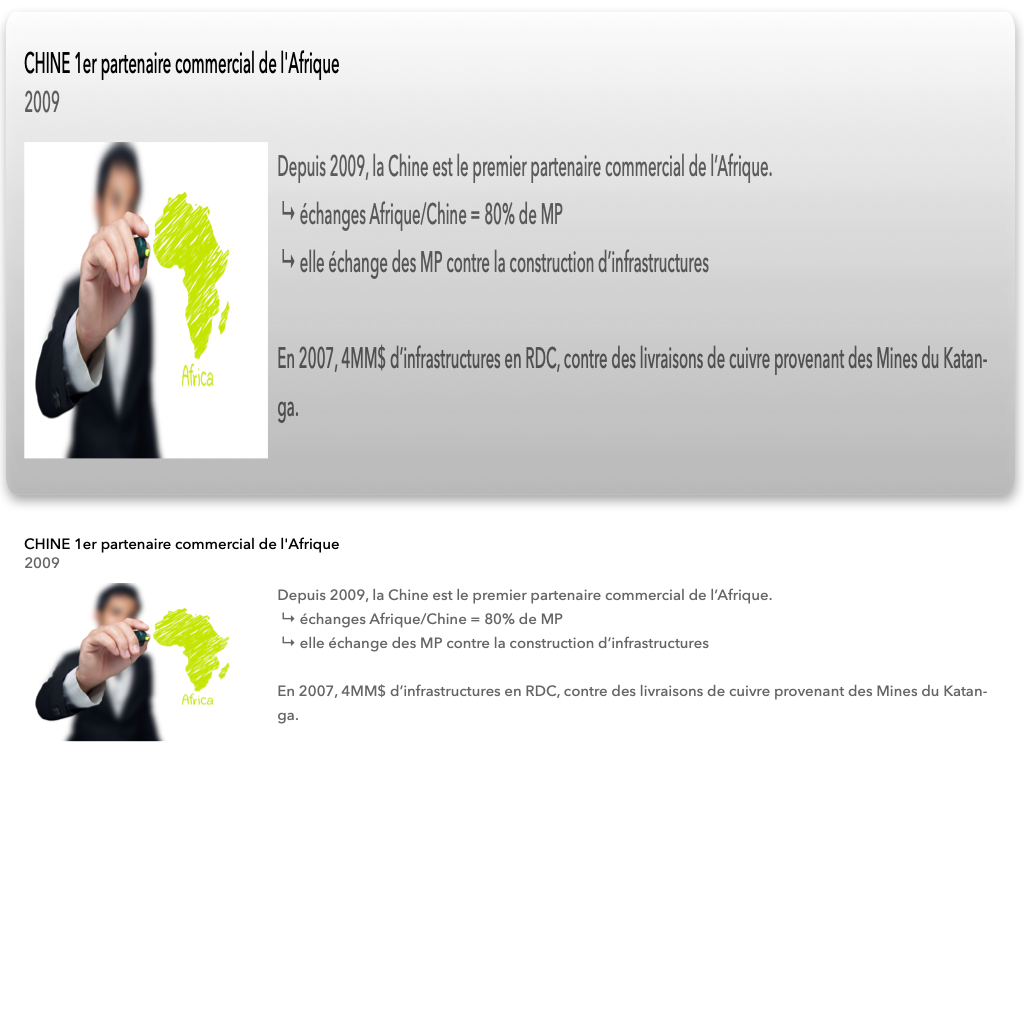 CHINE 1er partenaire commercial de l'Afrique
2009
Depuis 2009, la Chine est le premier partenaire commercial de l’Afrique.
↳ échanges Afrique/Chine = 80% de MP
↳ elle échange des MP contre la construction d’infrastructures
En 2007, 4MM$ d’infrastructures en RDC, contre des livraisons de cuivre provenant des Mines du Katan-
ga.
Africa
CHINE 1er partenaire commercial de l'Afrique
2009
Depuis 2009, la Chine est le premier partenaire commercial de l’Afrique.
↳ échanges Afrique/Chine = 80% de MP
↳ elle échange des MP contre la construction d’infrastructures
En 2007, 4MM$ d’infrastructures en RDC, contre des livraisons de cuivre provenant des Mines du Katan-
ga.
Africa